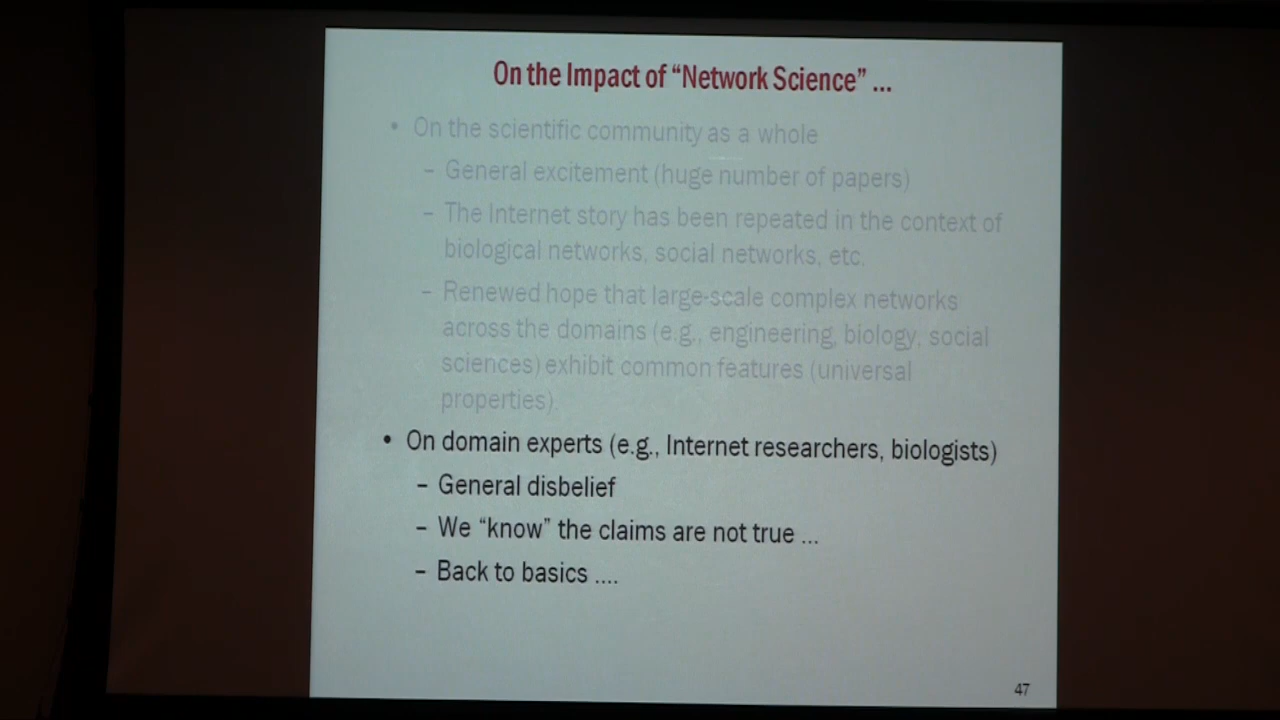 On the Impact of “Network Science” ...
• On the scientific community as a whole
– General excitement (huge number of papers)
– The Internet story has been repeated in the context of
biological networks, social networks, etc.
– Renewed hope that large-scale complex networks
across the domains (e.g., engineering, biology, social
sciences) exhibit common features (universal
properties).
• On domain experts (e.g., Internet researchers, biologists)
– General disbelief
– We “know” the claims are not true ...
– Back to basics ....
47